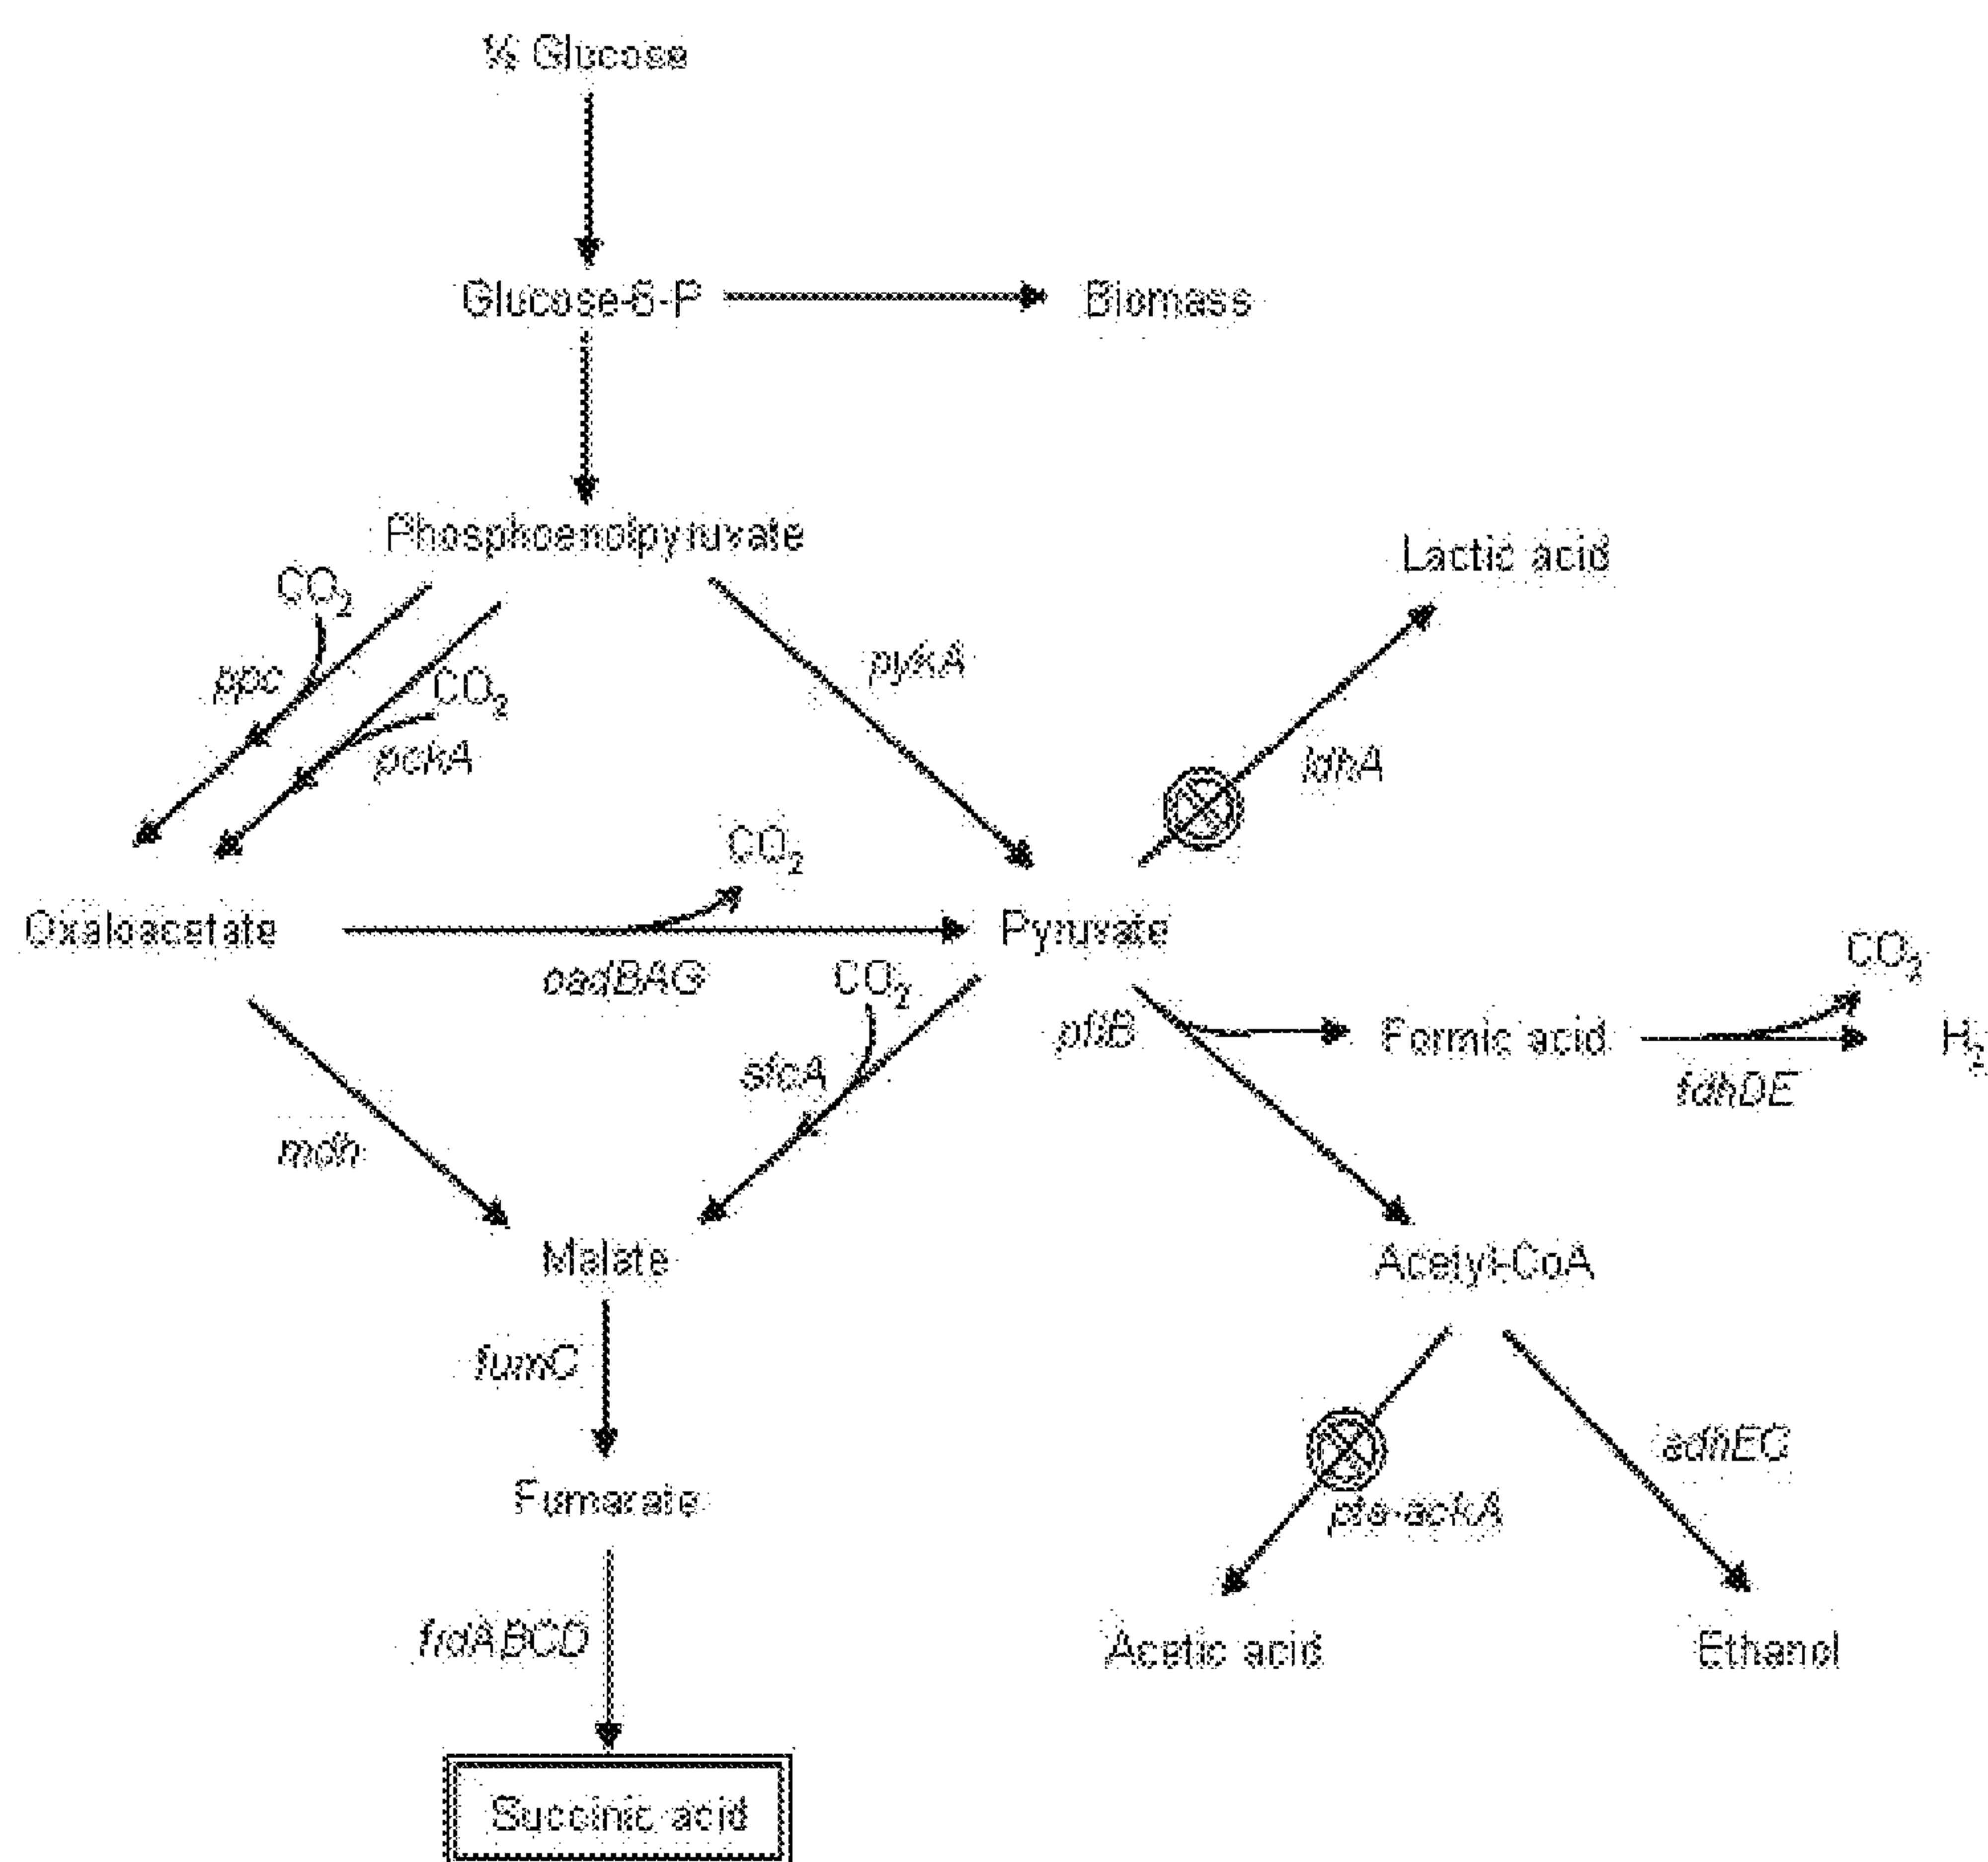 ½ Glucose
Glucose-6-P
Biomass
Phosphoenolpyruvate
Lactic acid
CO2
ppc
CO2
pckA
pykA
ldhA
CO2
Oxaloacetate
Pyruvate
oadBAG
CO2
CO2
pflB
Formic acid
H2
sfcA
fdhDE
mdh
Malate
Acetyl-CoA
fumC
adhEG
Fumarate
pta-ackA
frdABCD
Acetic acid
Ethanol
Succinic acid